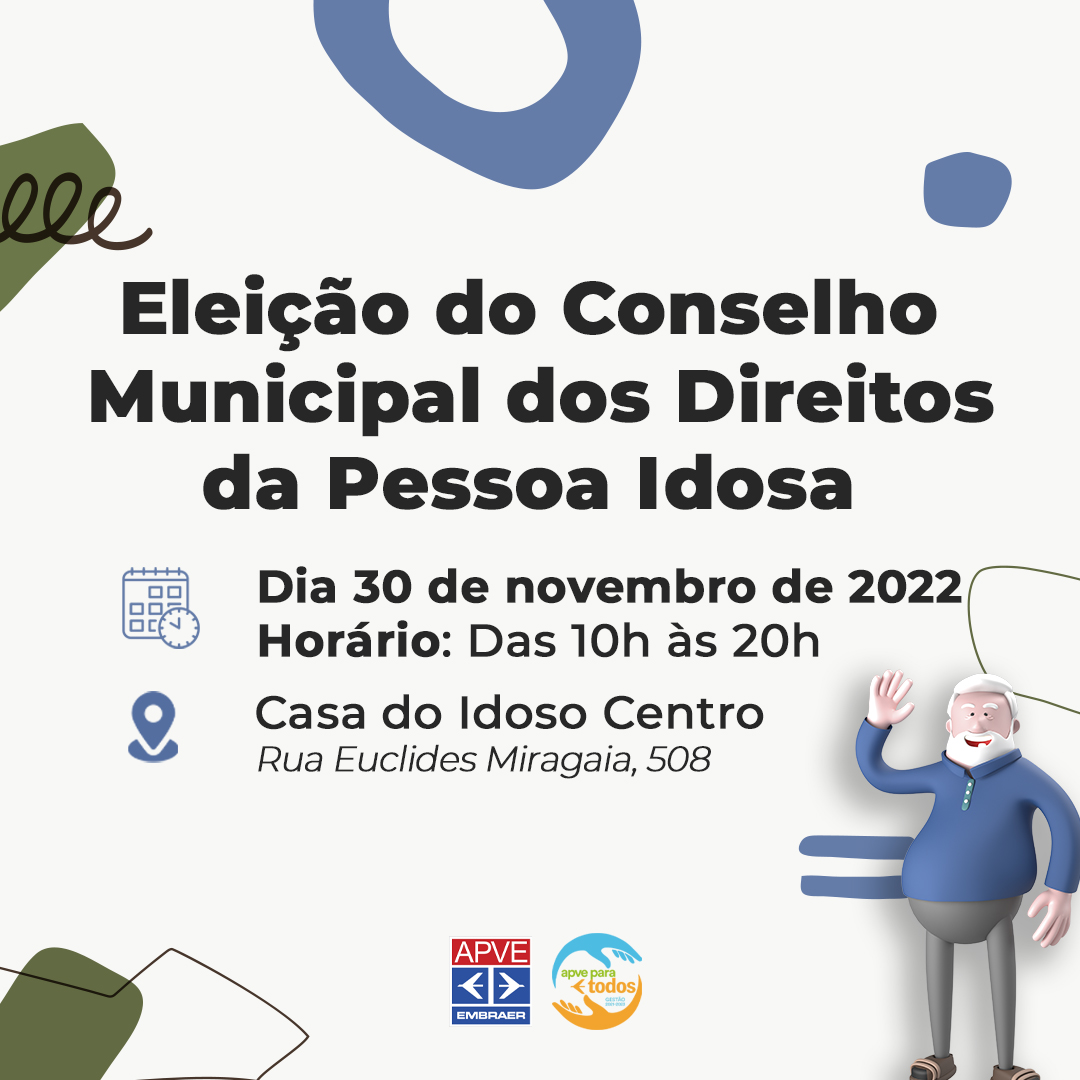 Eleição do Conselho
Municipal dos Direitos
da Pessoa Idosa
Dia 30 de novembro de 2022
Horário: Das 10h às 20h
Casa do Idoso Centro
Rua Euclides Miragaia, 508
APVE
EMBRAER
apve para
todos
GESTÃO